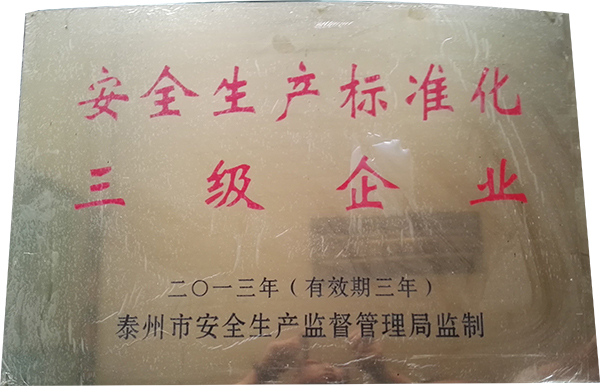 安全生产标准化
三级企业
二〇一三年(有效期三年)
泰州市安全生产监督管理局监制